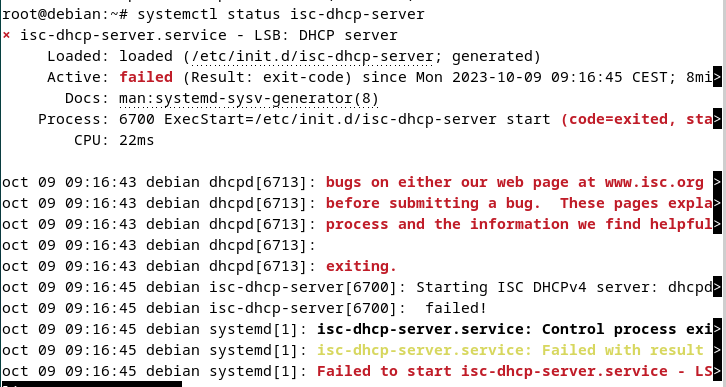 root@debian:~# systemctl status isc-dhcp-server
× isc-dhcp-server.service - LSB: DHCP server
     Loaded: loaded (/etc/init.d/isc-dhcp-server; generated)
     Active: failed (Result: exit-code) since Mon 2023-10-09 09:16:45 CEST; 8mi>
       Docs: man:systemd-sysv-generator(8)
    Process: 6700 ExecStart=/etc/init.d/isc-dhcp-server start (code=exited, sta>
        CPU: 22ms

oct 09 09:16:43 debian dhcpd[6713]: bugs on either our web page at www.isc.org >
oct 09 09:16:43 debian dhcpd[6713]: before submitting a bug.  These pages expla>
oct 09 09:16:43 debian dhcpd[6713]: process and the information we find helpful>
oct 09 09:16:43 debian dhcpd[6713]:
oct 09 09:16:43 debian dhcpd[6713]: exiting.
oct 09 09:16:45 debian isc-dhcp-server[6700]: Starting ISC DHCPv4 server: dhcpd>
oct 09 09:16:45 debian isc-dhcp-server[6700]:  failed!
oct 09 09:16:45 debian systemd[1]: isc-dhcp-server.service: Control process exi>
oct 09 09:16:45 debian systemd[1]: isc-dhcp-server.service: Failed with result >
oct 09 09:16:45 debian systemd[1]: Failed to start isc-dhcp-server.service - LS>